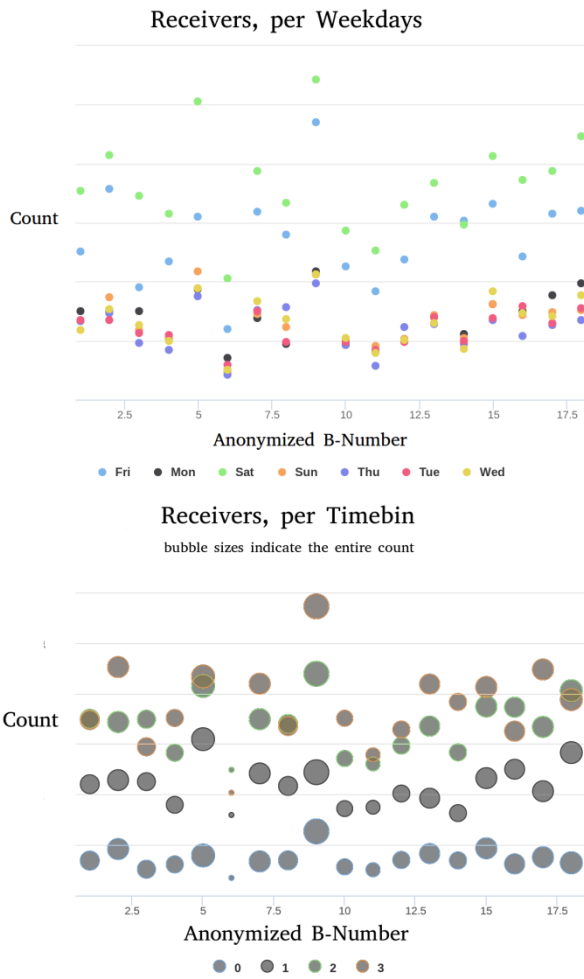 Receivers, per Weekdays
Count
2.5 5 7.5 10 12.5 15 17.5
Anonymized B-Number
Fri Mon Sat Sun Thu Tue Wed
Receivers, per Timebin
bubble sizes indicate the entire count
Count
2.5 5 7.5 10 12.5 15 17.5
Anonymized B-Number
0 1 2 3